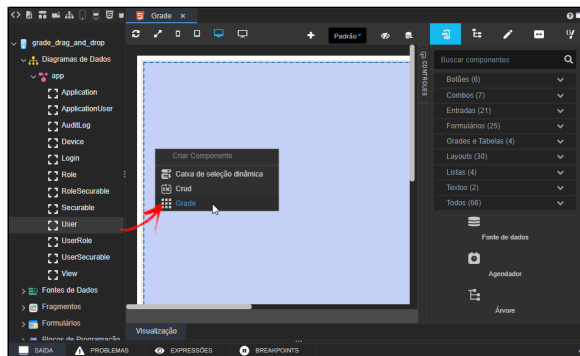 Grade ×
grade_drag_and_drop
Diagramas de Dados
app
Application
ApplicationUser
AuditLog
Device
Login
Role
RoleSecurable
Securable
User
UserRole
UserSecurable
View
Fontes de Dados
Fragmentos
Formulários
Blocos de Programação
Padrão
CONTROLES
Criar Componente
Caixa de seleção dinâmica
Crud
Grade
Visualização
Buscar componentes
Botões (6)
Combos (7)
Entradas (21)
Formulários (25)
Grades e Tabelas (4)
Layouts (30)
Listas (4)
Textos (2)
Todos (66)
Fonte de dados
Agendador
Árvore
SAÍDA
PROBLEMAS
EXPRESSÕES
BREAKPOINTS